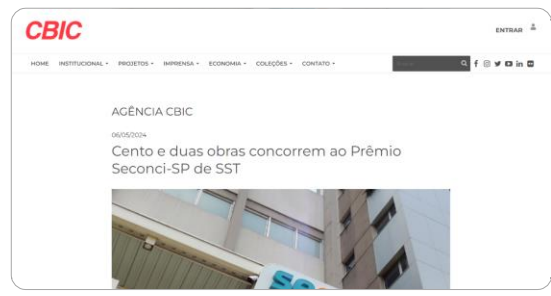 CBIC
ENTRAR
HOME INSTITUCIONAL PROJETOS IMPRENSA ECONOMIA COLEÇÕES CONTATO
AGÊNCIA CBIC
06/05/2024
Cento e duas obras concorrem ao Prêmio
Seconci-SP de SST